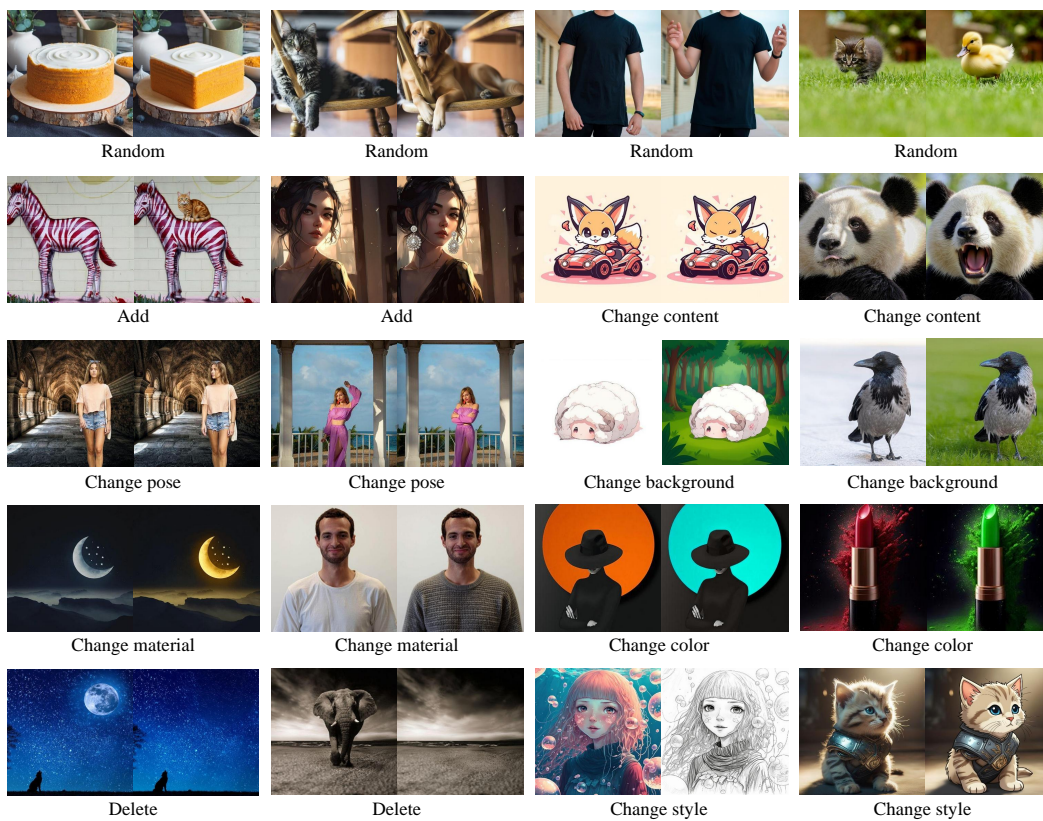 Random
Random
Random
Random
Add
Add
Change content
Change content
Change pose
Change pose
Change background
Change background
Change material
Change material
Change color
Change color
Delete
Delete
Change style
Change style